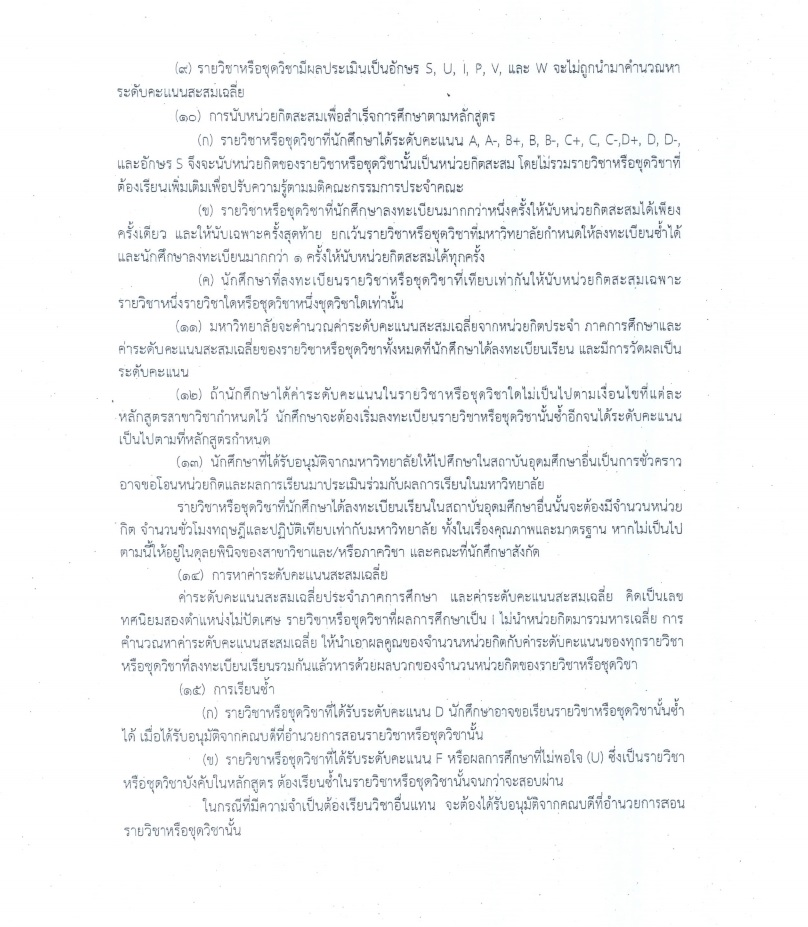 (๙) รายวิชาหรือชุดวิชามีผลประเมินเป็นอักษร S, U, I, P, V, และ W จะไม่ถูกนำมาคำนวณหา
ระดับคะแนนสะสมเฉลี่ย
(๑๐) การนับหน่วยกิตสะสมเพื่อสำเร็จการศึกษาตามหลักสูตร
(ก) รายวิชาหรือชุดวิชาที่นักศึกษาได้ระดับคะแนน A, A-, B+, B, B-, C+, C, C-,D+, D, D-,
และอักษร S จึงจะนับหน่วยกิตของรายวิชาหรือชุดวิชานั้นเป็นหน่วยกิตสะสม โดยไม่รวมรายวิชาหรือชุดวิชาที่
ต้องเรียนเพิ่มเติมเพื่อปรับความรู้ตามมติคณะกรรมการประจำคณะ
(ข) รายวิชาหรือชุดวิชาที่นักศึกษาลงทะเบียนมากกว่าหนึ่งครั้งให้นับหน่วยกิตสะสมได้เพียง
ครั้งเดียว และให้นับเฉพาะครั้งสุดท้าย ยกเว้นรายวิชาหรือชุดวิชาที่มหาวิทยาลัยกำหนดให้ลงทะเบียนซ้ำได้
และนักศึกษาลงทะเบียนมากกว่า ๑ ครั้งให้นับหน่วยกิตสะสมได้ทุกครั้ง
(ค) นักศึกษาที่ลงทะเบียนรายวิชาหรือชุดวิชาที่เทียบเท่ากันให้นับหน่วยกิตสะสมเฉพาะ
รายวิชาหนึ่งรายวิชาใดหรือชุดวิชาหนึ่งชุดวิชาใดเท่านั้น
(๑๑) มหาวิทยาลัยจะคำนวณค่าระดับคะแนนสะสมเฉลี่ยจากหน่วยกิตประจำ ภาคการศึกษาและ
ค่าระดับคะแนนสะสมเฉลี่ยของรายวิชาหรือชุดวิชาทั้งหมดที่นักศึกษาได้ลงทะเบียนเรียน และมีการวัดผลเป็น
ระดับคะแนน
(๑๒) ถ้านักศึกษาได้ค่าระดับคะแนนในรายวิชาหรือชุดวิชาใดไม่เป็นไปตามเงื่อนไขที่แต่ละ
หลักสูตรสาขาวิชากำหนดไว้ นักศึกษาจะต้องเริ่มลงทะเบียนรายวิชาหรือชุดวิชานั้นซ้ำอีกจนได้ระดับคะแนน
เป็นไปตามที่หลักสูตรกำหนด
(๑๓) นักศึกษาที่ได้รับอนุมัติจากมหาวิทยาลัยให้ไปศึกษาในสถาบันอุดมศึกษาอื่นเป็นการชั่วคราว
อาจขอโอนหน่วยกิตและผลการเรียนมาประเมินร่วมกับผลการเรียนในมหาวิทยาลัย
รายวิชาหรือชุดวิชาที่นักศึกษาได้ลงทะเบียนเรียนในสถาบันอุดมศึกษาอื่นนั้นจะต้องมีจำนวนหน่วย
กิต จำนวนชั่วโมงทฤษฎีและปฏิบัติเทียบเท่ากับมหาวิทยาลัย ทั้งในเรื่องคุณภาพและมาตรฐาน หากไม่เป็นไป
ตามนี้ให้อยู่ในดุลยพินิจของสาขาวิชาและ/หรือภาควิชา และคณะที่นักศึกษาสังกัด
(๑๔) การหาค่าระดับคะแนนสะสมเฉลี่ย
ค่าระดับคะแนนสะสมเฉลี่ยประจำภาคการศึกษา และค่าระดับคะแนนสะสมเฉลี่ย คิดเป็นเลข
ทศนิยมสองตำแหน่งไม่ปัดเศษ รายวิชาหรือชุดวิชาที่ผลการศึกษาเป็น I ไม่นำหน่วยกิตมารวมหารเฉลี่ย การ
คำนวณหาค่าระดับคะแนนสะสมเฉลี่ย ให้นำเอาผลคูณของจำนวนหน่วยกิตกับค่าระดับคะแนนของทุกรายวิชา
หรือชุดวิชาที่ลงทะเบียนเรียนรวมกันแล้วหารด้วยผลบวกของจำนวนหน่วยกิตของรายวิชาหรือชุดวิชา
(๑๕) การเรียนซ้ำ
(ก) รายวิชาหรือชุดวิชาที่ได้รับระดับคะแนน D นักศึกษาอาจขอเรียนรายวิชาหรือชุดวิชานั้นซ้ำ
ได้ เมื่อได้รับอนุมัติจากคณบดีที่อำนวยการสอนรายวิชาหรือชุดวิชานั้น
(ข) รายวิชาหรือชุดวิชาที่ได้รับระดับคะแนน F หรือผลการศึกษาที่ไม่พอใจ (U) ซึ่งเป็นรายวิชา
หรือชุดวิชาบังคับในหลักสูตร ต้องเรียนซ้ำในรายวิชาหรือชุดวิชานั้นจนกว่าจะสอบผ่าน
ในกรณีที่มีความจำเป็นต้องเรียนวิชาอื่นแทน จะต้องได้รับอนุมัติจากคณบดีที่อำนวยการสอน
รายวิชาหรือชุดวิชานั้น